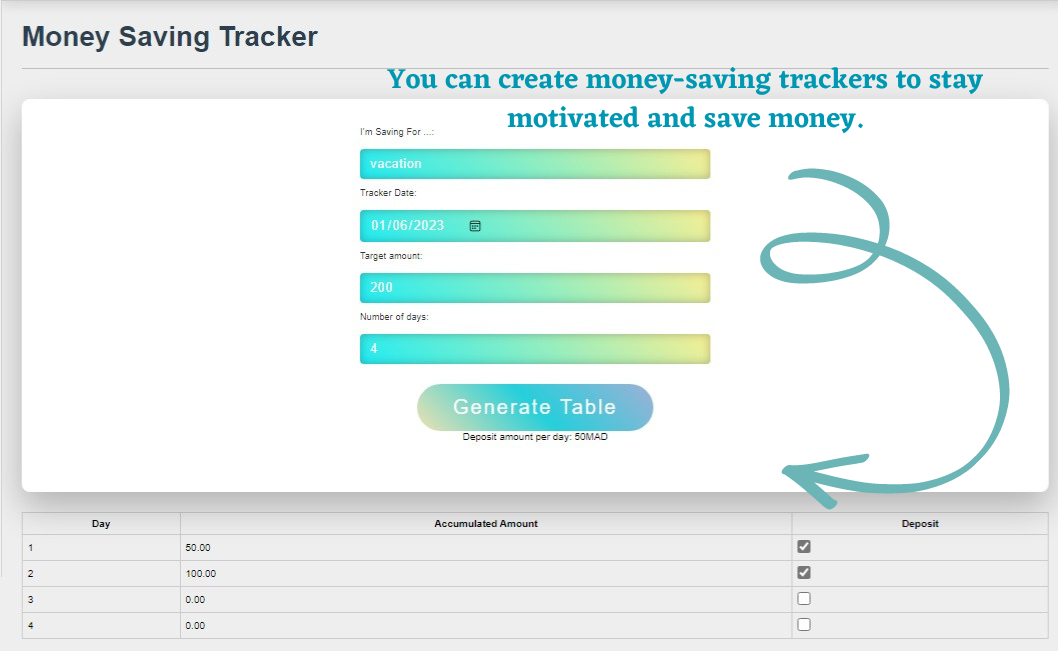 Money Saving Tracker
You can create money-saving trackers to stay
motivated and save money.
I'm Saving For ...:
vacation
Tracker Date:
01/06/2023
Target amount:
200
Number of days:
4
Generate Table
Deposit amount per day: 50MAD
Day Accumulated Amount Deposit
1 50.00
2 100.00
3 0.00
4 0.00